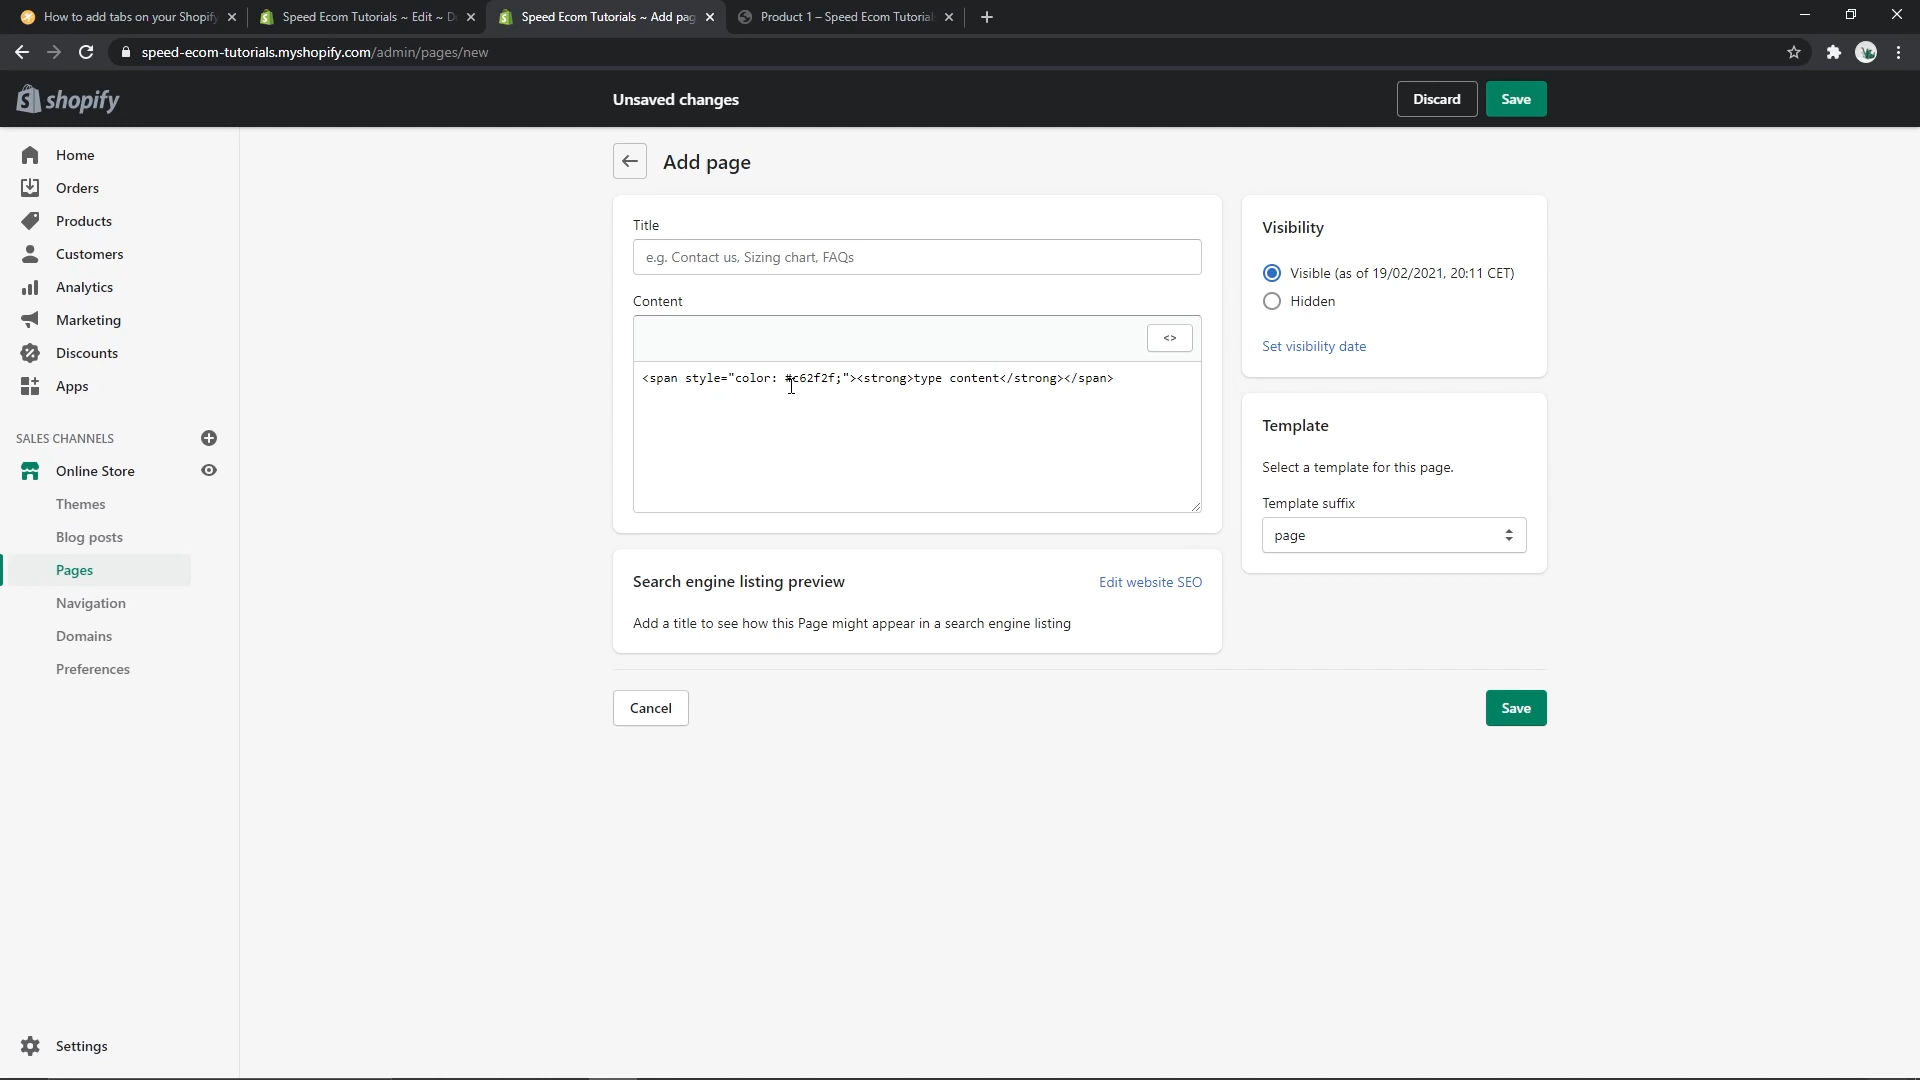 How to add tabs on your Shopify
Speed Ecom Tutorials ~ Edit ~ D
Speed Ecom Tutorials ~ Add pag
Product 1 – Speed Ecom Tutorial
speed-ecom-tutorials.myshopify.com/admin/pages/new
shopify
Unsaved changes
Discard
Save
Home
Orders
Products
Customers
Analytics
Marketing
Discounts
Apps
SALES CHANNELS
Online Store
Themes
Blog posts
Pages
Navigation
Domains
Preferences
Settings
Add page
Title
e.g. Contact us, Sizing chart, FAQs
Content
<>
<span style="color: #c62f2f;"><strong>type content</strong></span>
Search engine listing preview
Edit website SEO
Add a title to see how this Page might appear in a search engine listing
Visibility
Visible (as of 19/02/2021, 20:11 CET)
Hidden
Set visibility date
Template
Select a template for this page.
Template suffix
page
Cancel
Save